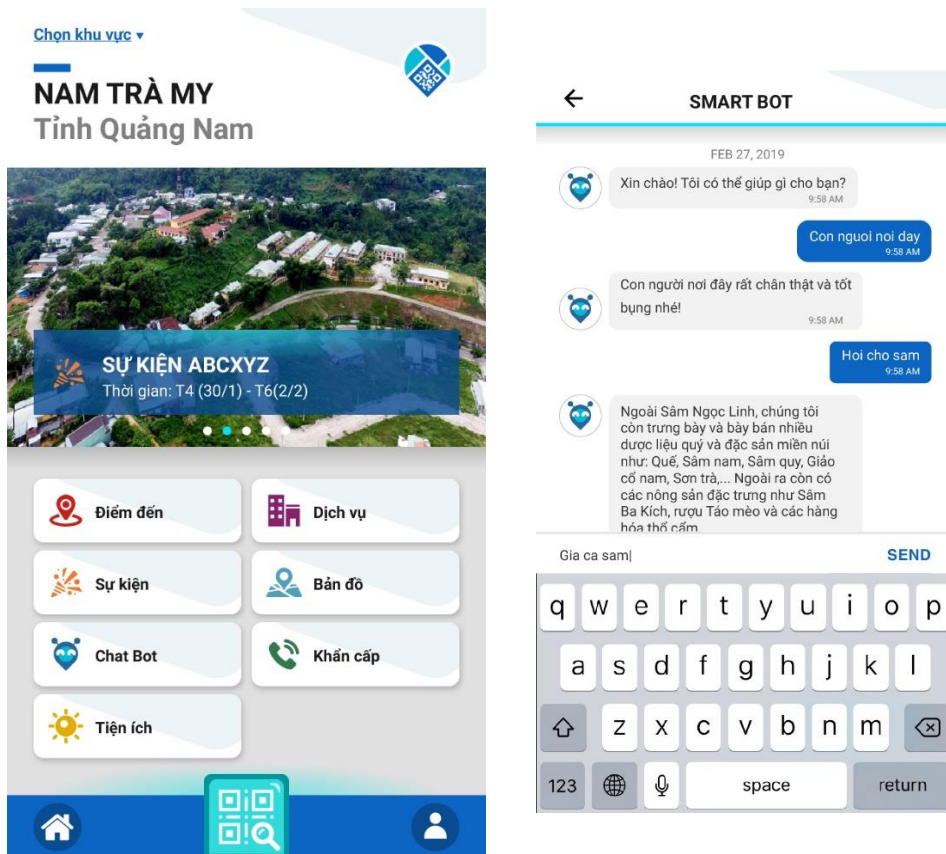 Chọn khu vực
NAM TRÀ MY
Tỉnh Quảng Nam
SỰ KIỆN ABCXYZ
Thời gian: T4 (30/1) - T6(2/2)
Điểm đến
Dịch vụ
Sự kiện
Bản đồ
Chat Bot
Khẩn cấp
Tiện ích
SMART BOT
FEB 27, 2019
Xin chào! Tôi có thể giúp gì cho bạn?
9:58 AM
Con nguoi noi day
9:58 AM
Con người nơi đây rất chân thật và tốt
bụng nhé!
9:58 AM
Hoi cho sam
9:58 AM
Ngoài Sâm Ngọc Linh, chúng tôi
còn trưng bày và bày bán nhiều
dược liệu quý và đặc sản miền núi
như: Quế, Sâm nam, Sâm quy, Giảo
cổ nam, Sơn trà,... Ngoài ra còn có
các nông sản đặc trưng như Sâm
Ba Kích, rượu Táo mèo và các hàng
hóa thổ cẩm
Gia ca sam
SEND
q w e r t y u i o p
a s d f g h j k l
z x c v b n m
123 space return